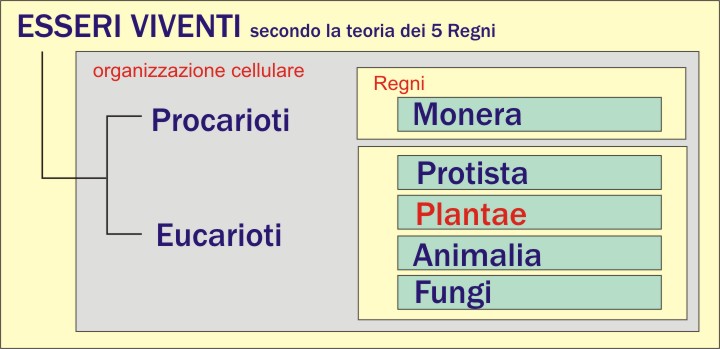 ESSERI VIVENTI secondo la teoria dei 5 Regni
organizzazione cellulare
Regni
Procarioti
Monera
Protista
Plantae
Eucarioti
Animalia
Fungi